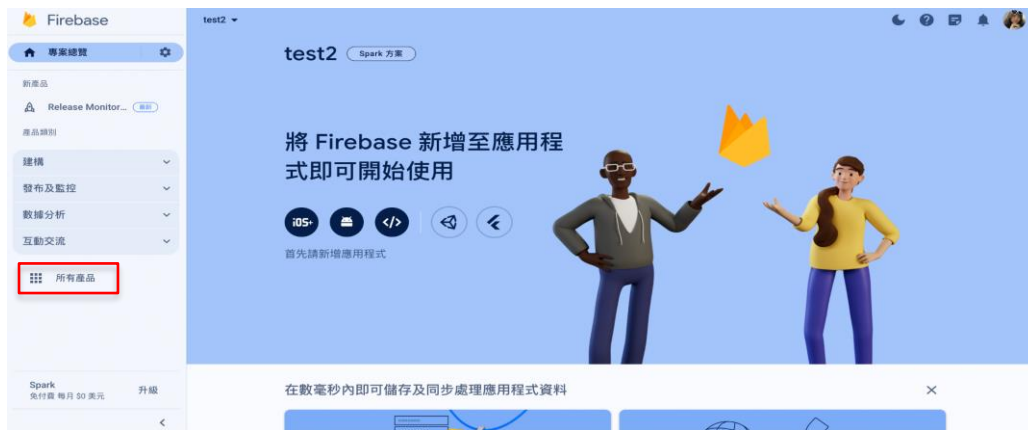 Firebase
test2
專案總覽
test2
Spark 方案
新產品
Release Monitor...
最新
產品類別
建構
發布及監控
數據分析
互動交流
所有產品
將 Firebase 新增至應用程
式即可開始使用
iOS+
</>
首先請新增應用程式
Spark
免付費 每月 $0 美元
升級
在數毫秒內即可儲存及同步處理應用程式資料